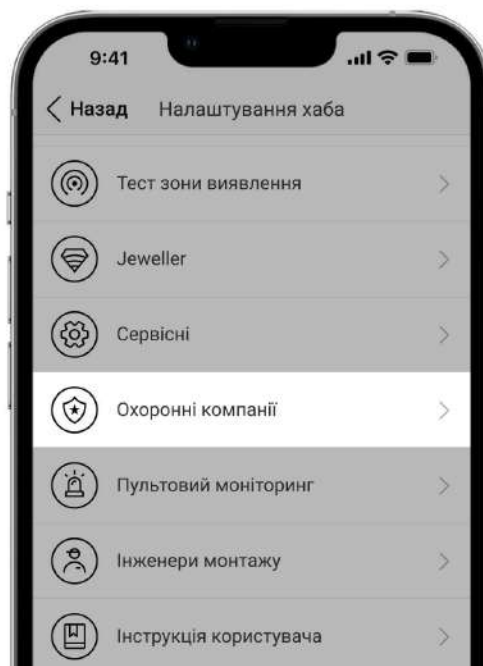 9:41
Назад Налаштування хаба
Тест зони виявлення
Jeweller
Сервісні
Охоронні компанії
Пультовий моніторинг
Інженери монтажу
Інструкція користувача